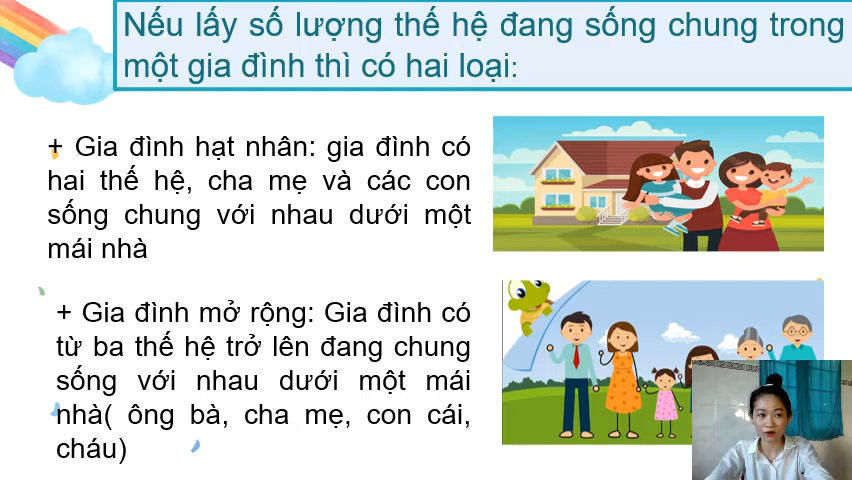 Nếu lấy số lượng thế hệ đang sống chung trong
một gia đình thì có hai loại:
+ Gia đình hạt nhân: gia đình có
hai thế hệ, cha mẹ và các con
sống chung với nhau dưới một
mái nhà
+ Gia đình mở rộng: Gia đình có
từ ba thế hệ trở lên đang chung
sống với nhau dưới một mái
nhà( ông bà, cha mẹ, con cái,
cháu)